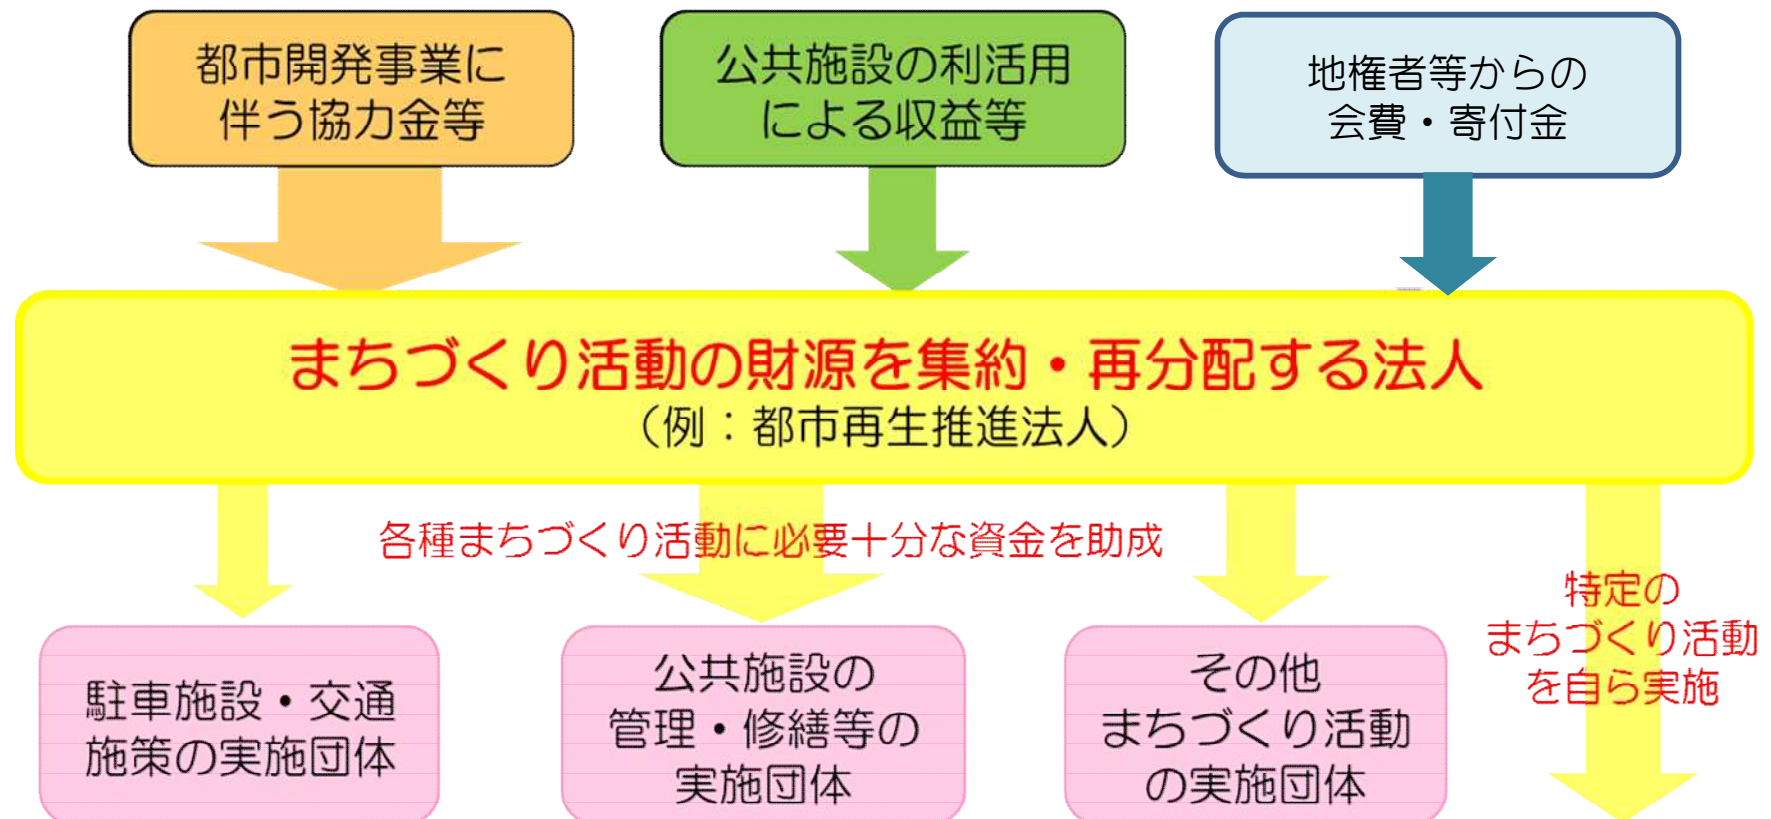 都市開発事業に
伴う協力金等
公共施設の利活用
による収益等
地権者等からの
会費・寄付金
まちづくり活動の財源を集約・再分配する法人
（例：都市再生推進法人）
各種まちづくり活動に必要十分な資金を助成
特定の
まちづくり活動
を自ら実施
駐車施設・交通
施策の実施団体
公共施設の
管理・修繕等の
実施団体
その他
まちづくり活動
の実施団体